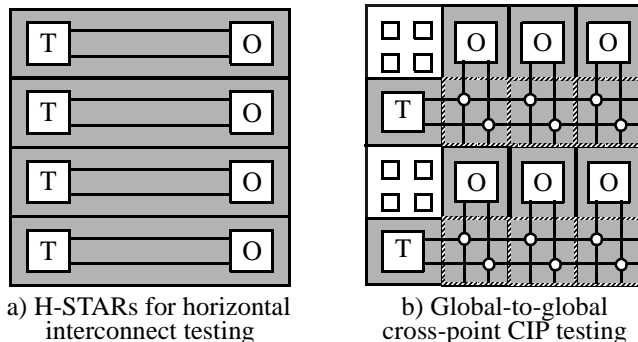 T O
T O
T O
T O
O O O
T
O O O
T
a) H-STARs for horizontal
interconnect testing
b) Global-to-global
cross-point CIP testing